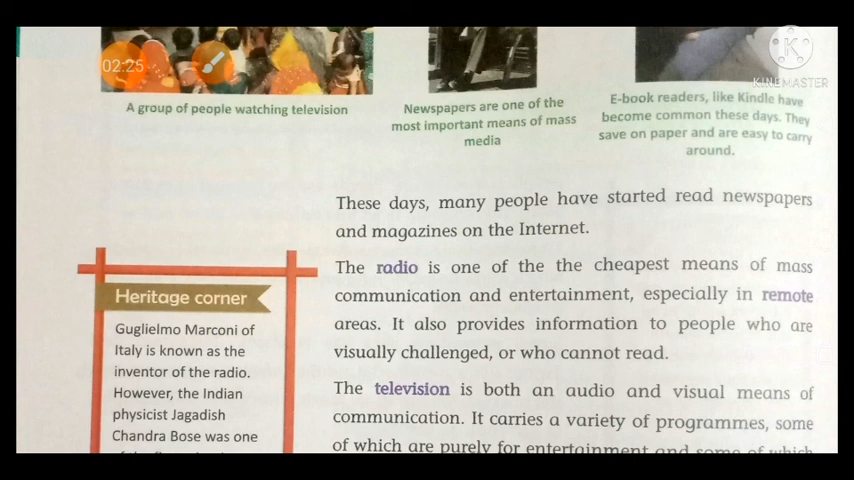 02:25
K
KINEMASTER
A group of people watching television
Newspapers are one of the
most important means of mass
media
E-book readers, like Kindle have
become common these days. They
save on paper and are easy to carry
around.
These days, many people have started read newspapers
and magazines on the Internet.
The radio is one of the the cheapest means of mass
communication and entertainment, especially in remote
areas. It also provides information to people who are
visually challenged, or who cannot read.
The television is both an audio and visual means of
communication. It carries a variety of programmes, some
of which are purely for entertainment and some of which
Heritage corner
Guglielmo Marconi of
Italy is known as the
inventor of the radio.
However, the Indian
physicist Jagadish
Chandra Bose was one